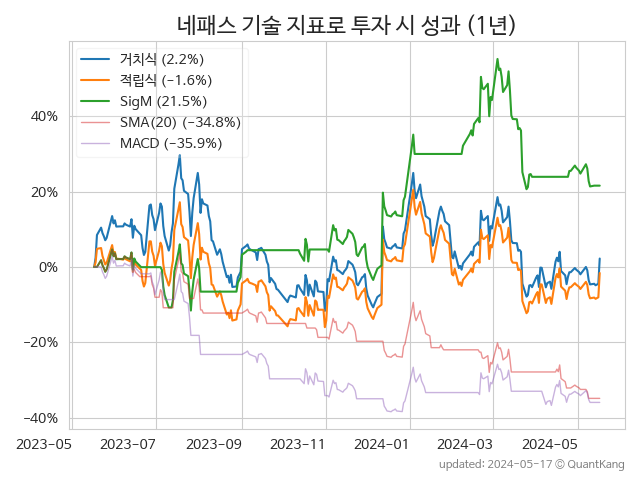 네패스 기술 지표로 투자 시 성과 (1년)
거치식 (2.2%)
적립식 (−1.6%)
SigM (21.5%)
SMA(20) (−34.8%)
MACD (−35.9%)
40%
20%
0%
−20%
−40%
2023-05 2023-07 2023-09 2023-11 2024-01 2024-03 2024-05
updated: 2024-05-17 © QuantKang